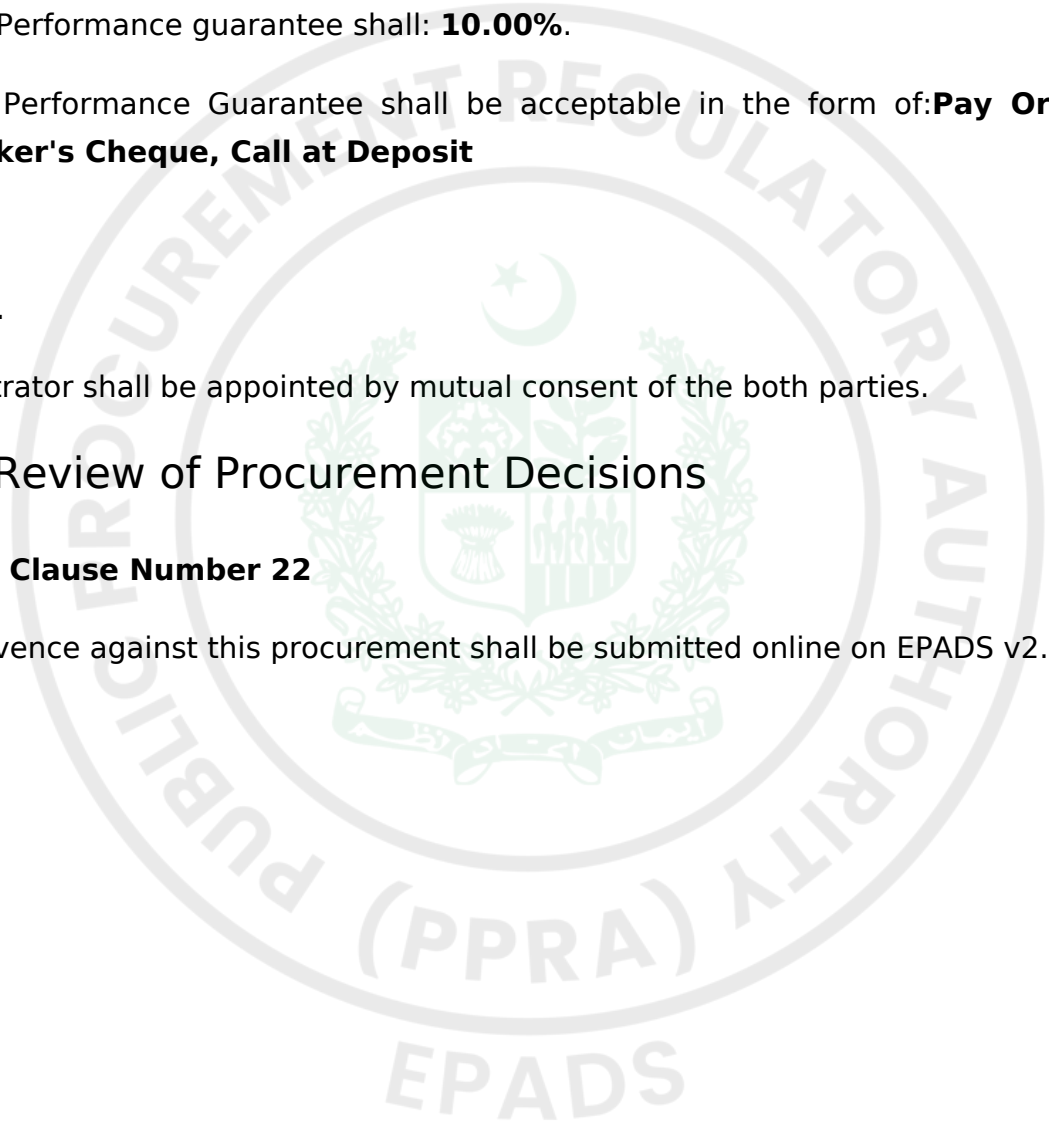 Performance guarantee shall: 10.00%.
Performance Guarantee shall be acceptable in the form of:Pay Or
ker's Cheque, Call at Deposit
.
trator shall be appointed by mutual consent of the both parties.
Review of Procurement Decisions
Clause Number 22
vence against this procurement shall be submitted online on EPADS v2.
PUBLIC PROCUREMENT REGULATORY AUTHORITY
(PPRA)
EPADS